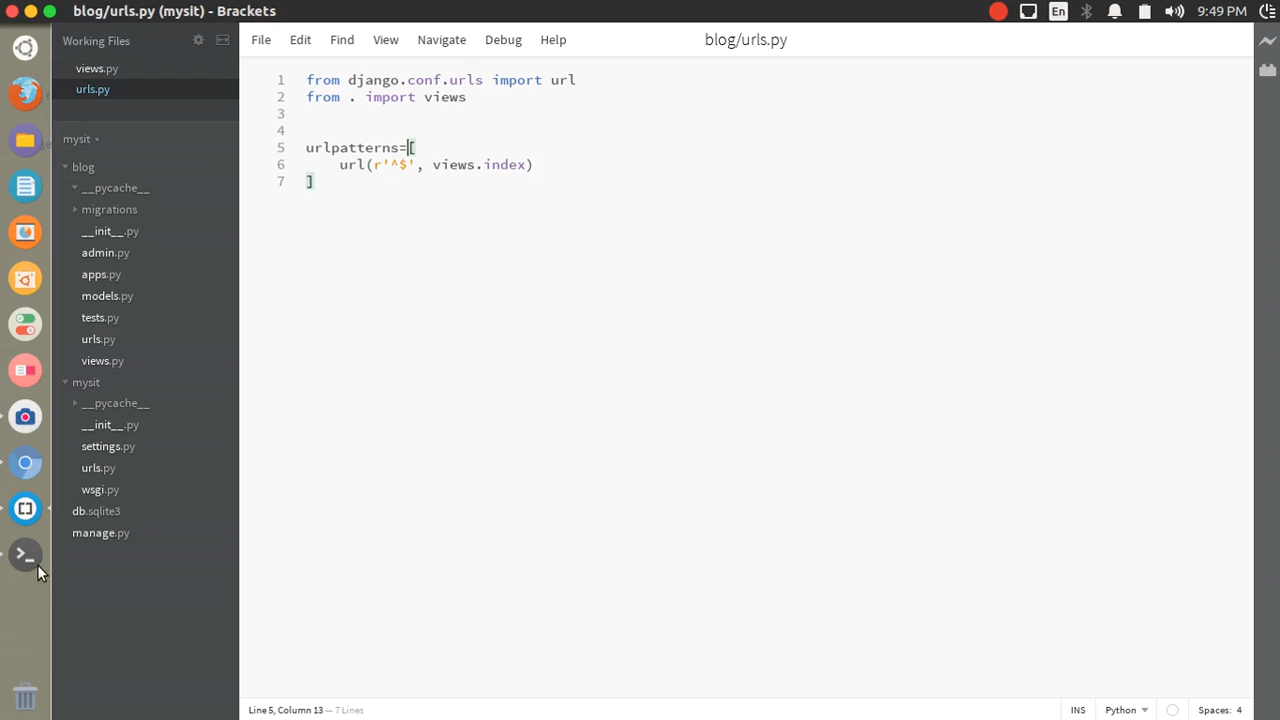 blog/urls.py (mysit) - Brackets
En
9:49 PM
Working Files
views.py
urls.py
mysit
blog
__pycache__
migrations
__init__.py
admin.py
apps.py
models.py
tests.py
urls.py
views.py
mysit
__pycache__
__init__.py
settings.py
urls.py
wsgi.py
db.sqlite3
manage.py
File Edit Find View Navigate Debug Help
blog/urls.py
1 from django.conf.urls import url
2 from . import views
3
4
5 urlpatterns=[
6 url(r'^$', views.index)
7 ]
Line 5, Column 13 — 7 Lines
INS Python Spaces: 4